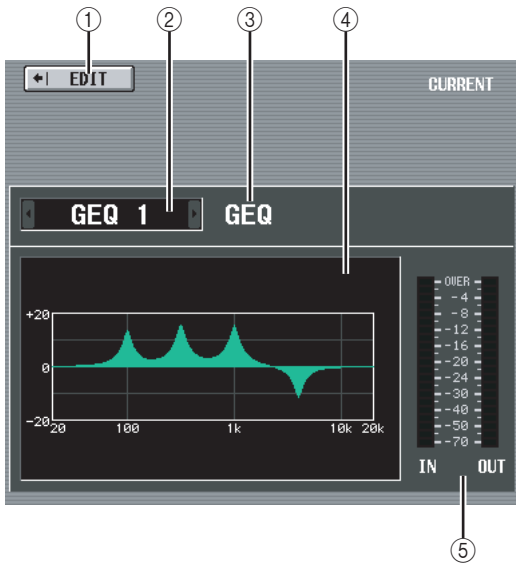 ① ② ③ ④
EDIT
CURRENT
GEQ 1
GEQ
+20
0
-20
20 100 1k 10k 20k
OVER
-4
-8
-12
-16
-20
-24
-30
-40
-50
-70
IN OUT
⑤